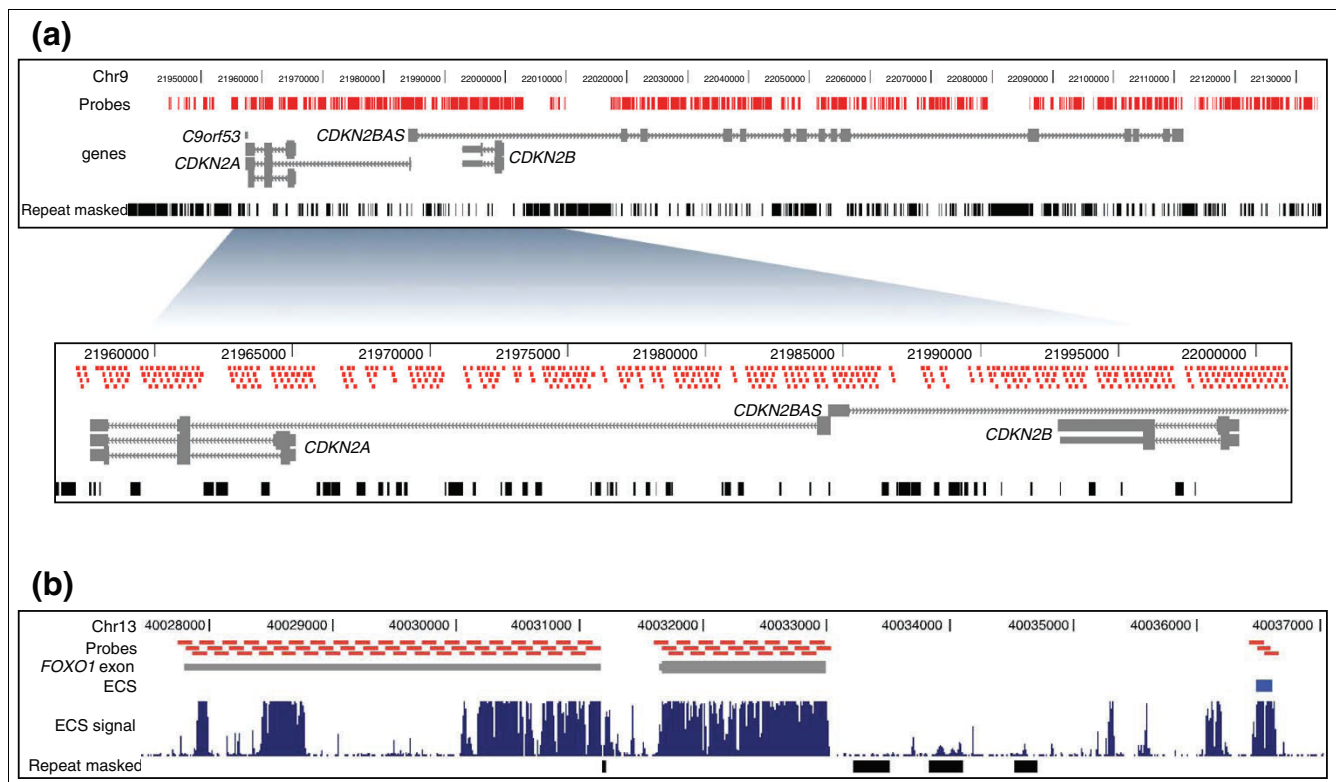 (a)
Chr9 21950000 21960000 21970000 21980000 21990000 22000000 22010000 22020000 22030000 22040000 22050000 22060000 22070000 22080000 22090000 22100000 22110000 22120000 22130000
Probes
C9orf53 CDKN2BAS
genes
CDKN2A CDKN2B
Repeat masked
21960000 21965000 21970000 21975000 21980000 21985000 21990000 21995000 22000000
CDKN2BAS
CDKN2A CDKN2B
(b)
Chr13 40028000 40029000 40030000 40031000 40032000 40033000 40034000 40035000 40036000 40037000
Probes
FOXO1 exon
ECS
ECS signal
Repeat masked